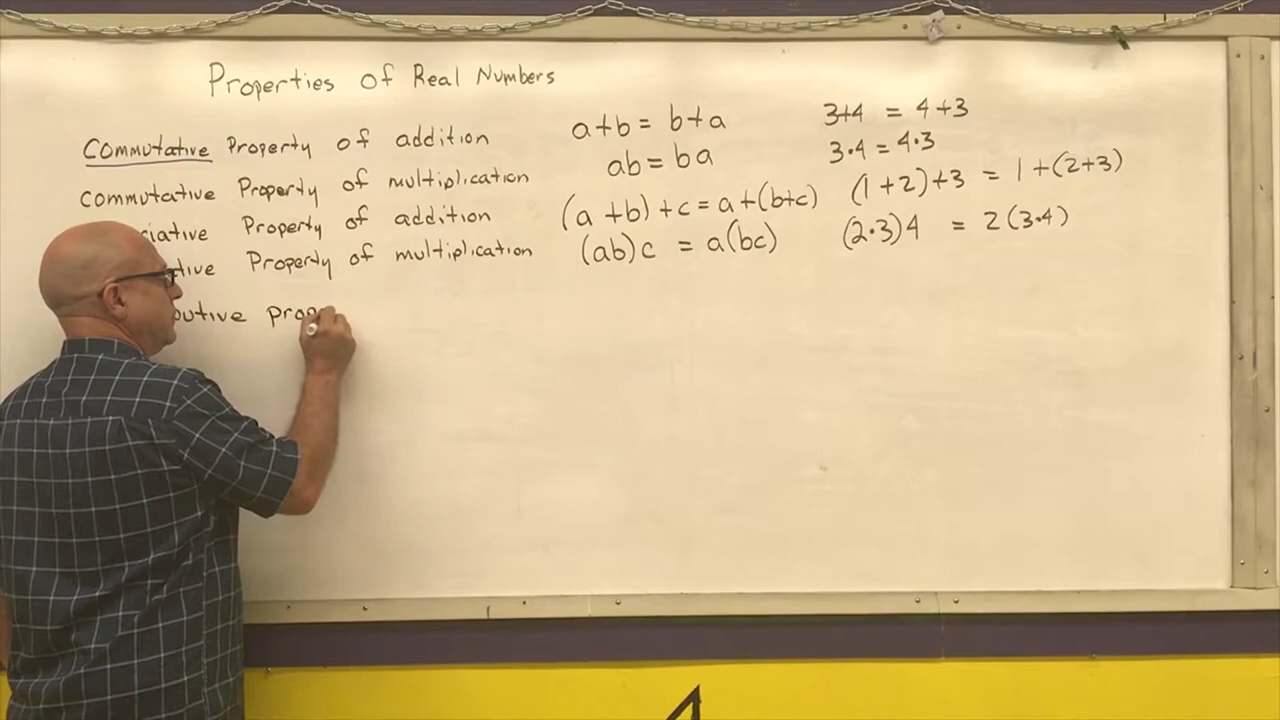 Properties of Real Numbers
Commutative Property of addition a+b = b+a 3+4 = 4+3
commutative Property of multiplication ab = ba 3·4 = 4·3
iative Property of addition (a+b)+c = a+(b+c) (1+2)+3 = 1+(2+3)
tive Property of multiplication (ab)c = a(bc) (2·3)4 = 2(3·4)
butive prop